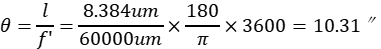 θ = l/f' = 8.384um/60000um × 180/π × 3600 = 10.31 ″